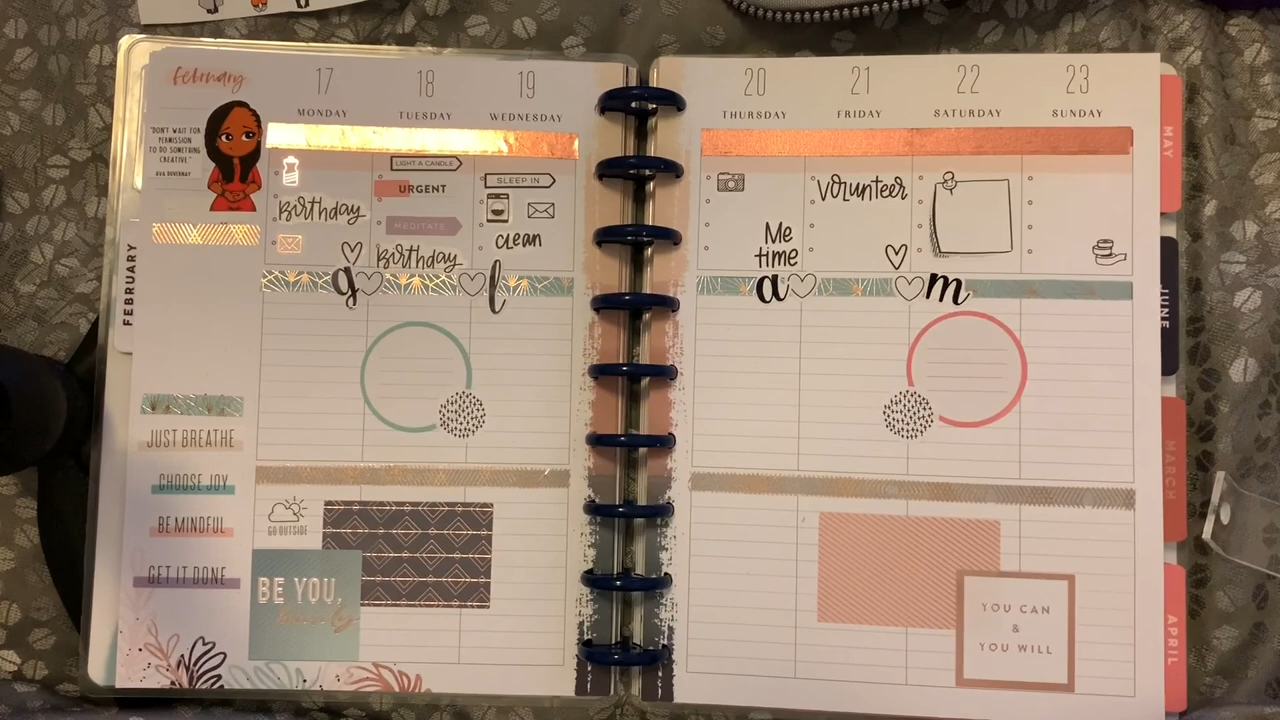 February
17
MONDAY
18
TUESDAY
19
WEDNESDAY
20
THURSDAY
21
FRIDAY
22
SATURDAY
23
SUNDAY
"DON'T WAIT FOR
PERMISSION
TO DO SOMETHING
CREATIVE."
AVA DUVERNAY
Birthday
LIGHT A CANDLE
URGENT
MEDITATE
Birthday
SLEEP IN
clean
Me
time
Volunteer
g
l
a
m
FEBRUARY
JUST BREATHE
CHOOSE JOY
BE MINDFUL
GET IT DONE
GO OUTSIDE
BE YOU,
YOU CAN
&
YOU WILL
MAY
JUNE
MARCH
APRIL